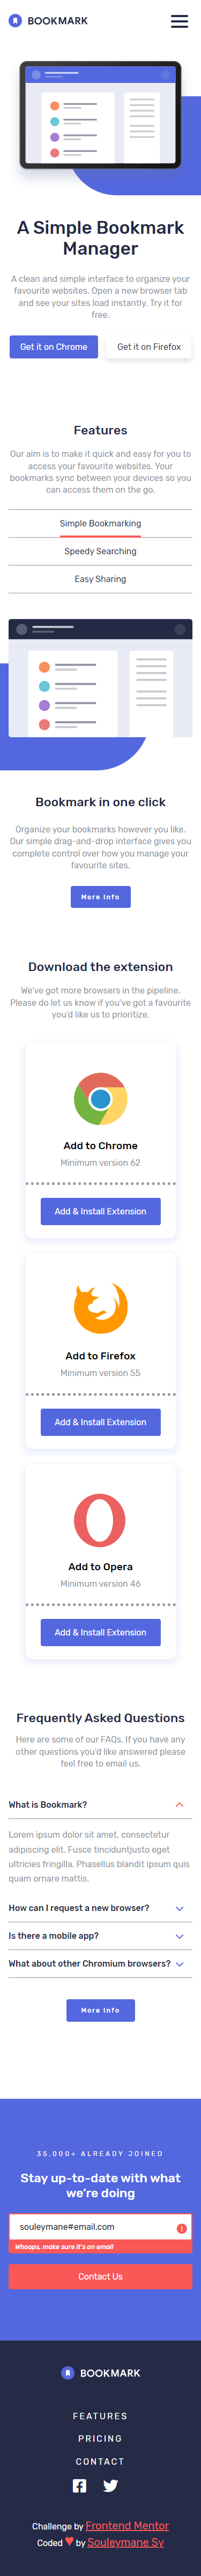 BOOKMARK
A Simple Bookmark
Manager
A clean and simple interface to organize your
favourite websites. Open a new browser tab
and see your sites load instantly. Try it for
free.
Get it on Chrome
Get it on Firefox
Features
Our aim is to make it quick and easy for you to
access your favourite websites. Your
bookmarks sync between your devices so you
can access them on the go.
Simple Bookmarking
Speedy Searching
Easy Sharing
Bookmark in one click
Organize your bookmarks however you like.
Our simple drag-and-drop interface gives you
complete control over how you manage your
favourite sites.
More Info
Download the extension
We've got more browsers in the pipeline.
Please do let us know if you've got a favourite
you'd like us to prioritize.
Add to Chrome
Minimum version 62
Add & Install Extension
Add to Firefox
Minimum version 55
Add & Install Extension
Add to Opera
Minimum version 46
Add & Install Extension
Frequently Asked Questions
Here are some of our FAQs. If you have any
other questions you'd like answered please
feel free to email us.
What is Bookmark?
Lorem ipsum dolor sit amet, consectetur
adipiscing elit. Fusce tinciduntjusto eget
ultricies fringilla. Phasellus blandit ipsum quis
quam ornare mattis.
How can I request a new browser?
Is there a mobile app?
What about other Chromium browsers?
More Info
35,000+ ALREADY JOINED
Stay up-to-date with what
we're doing
souleymane#email.com
Whoops, make sure it's an email
Contact Us
BOOKMARK
FEATURES
PRICING
CONTACT
Challenge by Frontend Mentor
Coded ♥ by Souleymane Sy